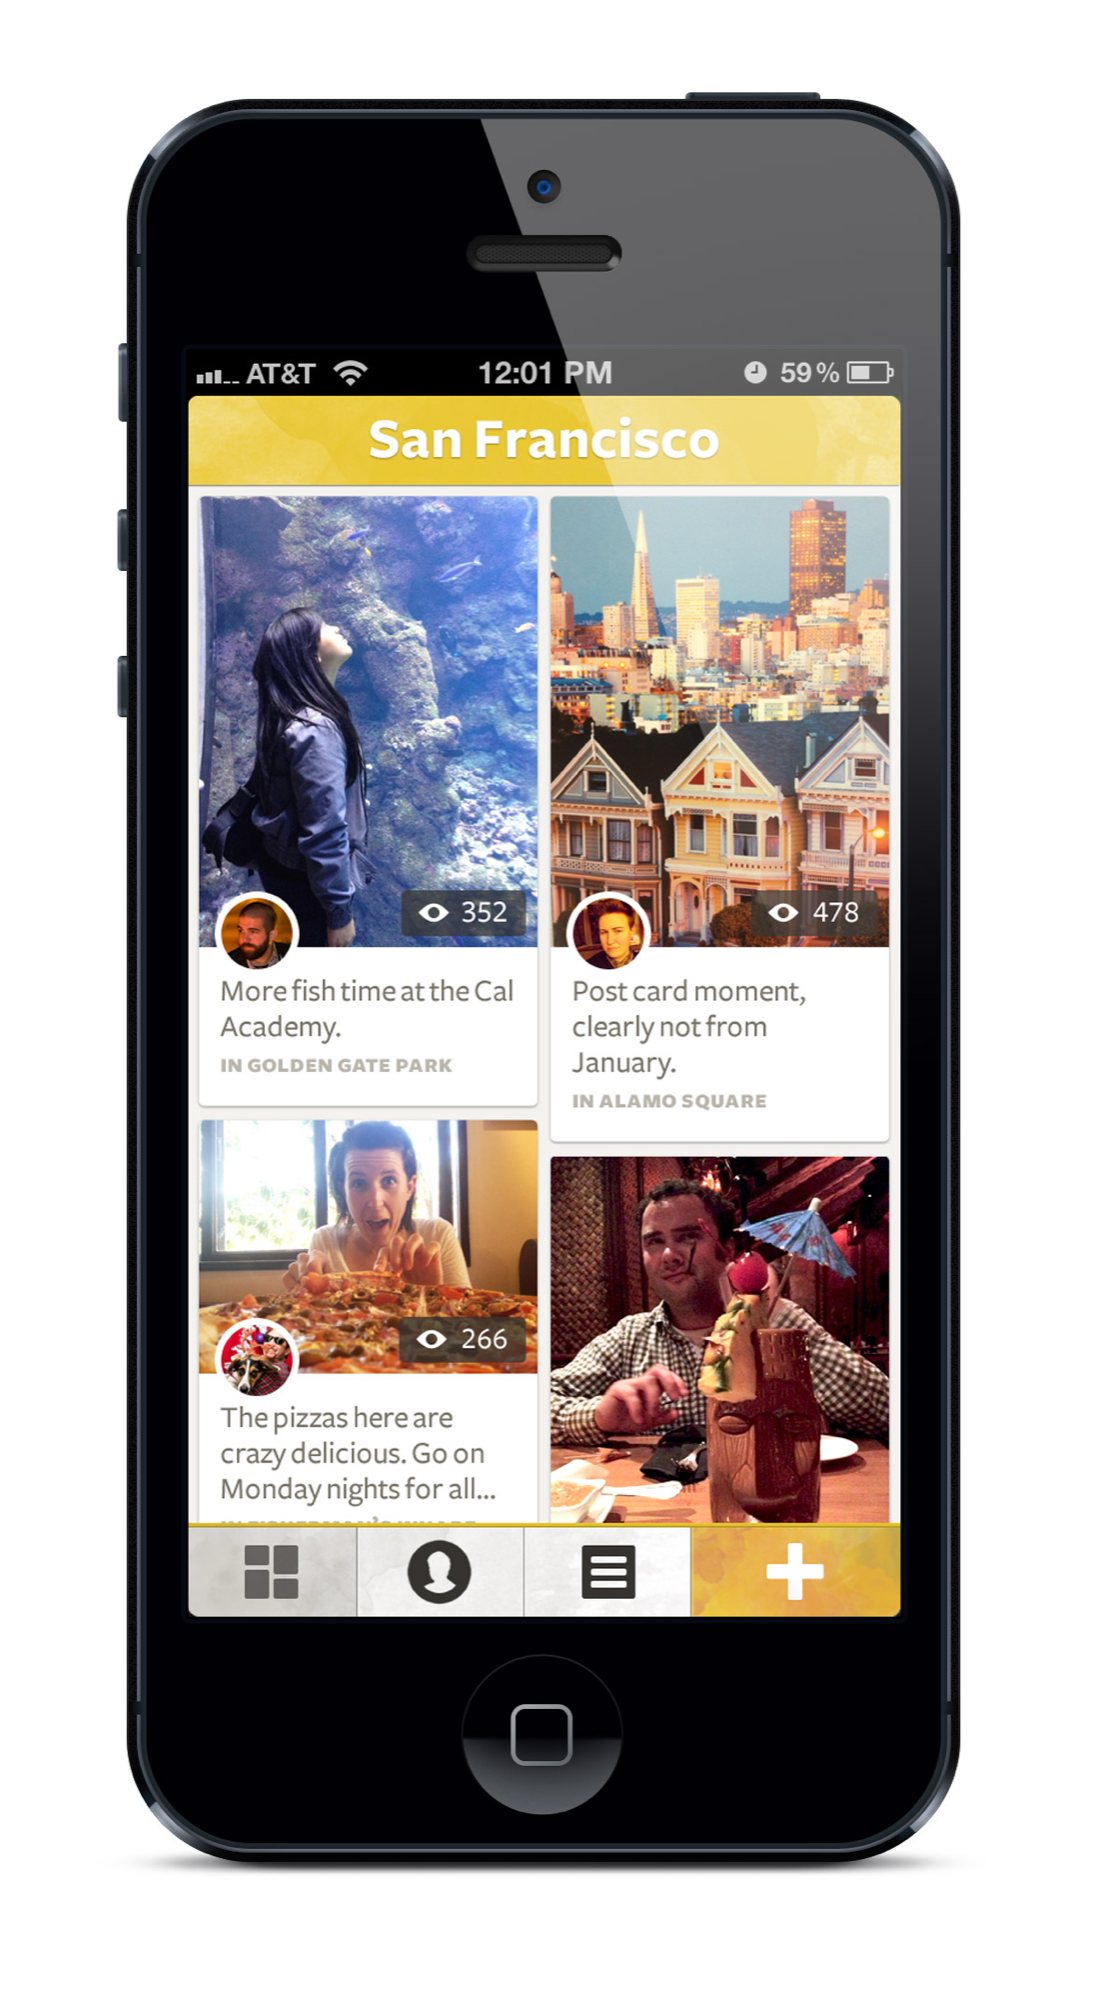 AT&T 12:01 PM 59%
San Francisco
352
More fish time at the Cal
Academy.
IN GOLDEN GATE PARK
478
Post card moment,
clearly not from
January.
IN ALAMO SQUARE
266
The pizzas here are
crazy delicious. Go on
Monday nights for all...